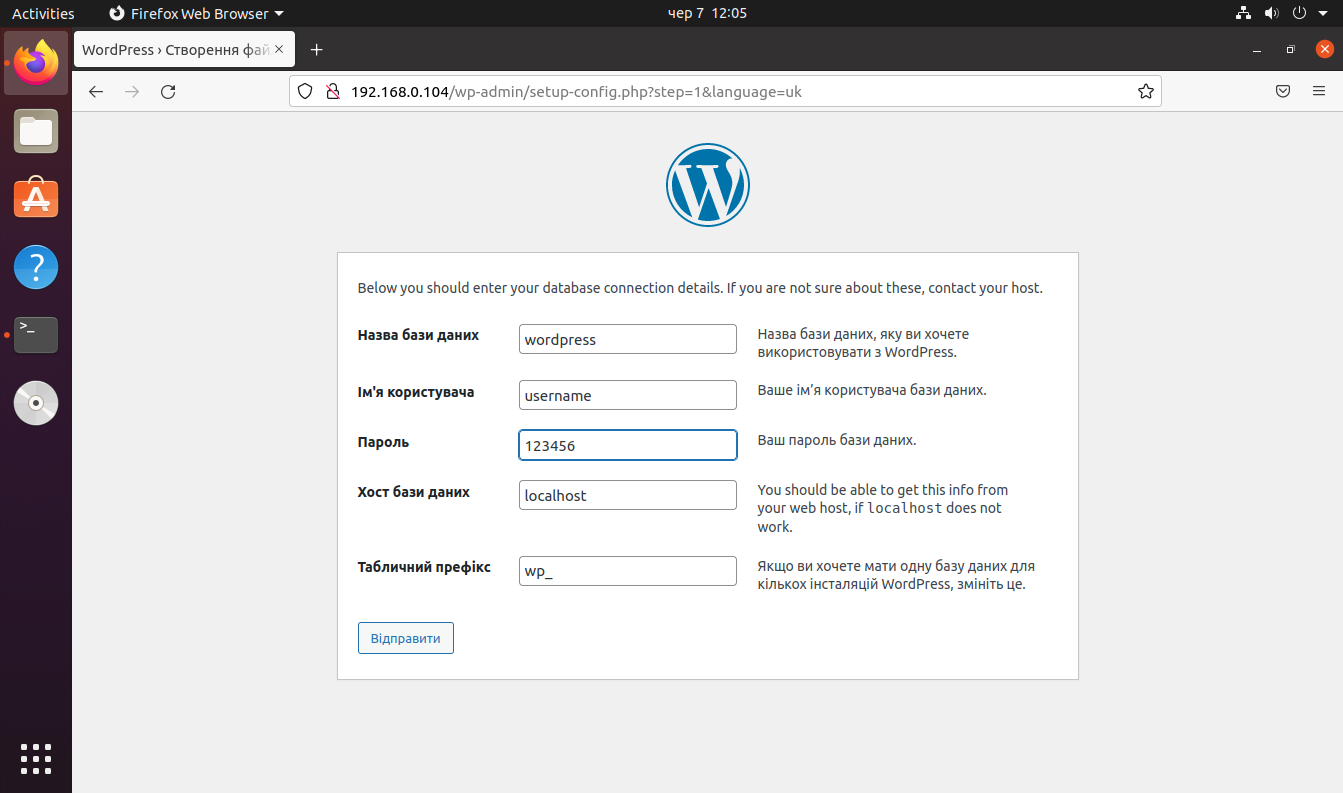 Activities Firefox Web Browser чер 7 12:05
WordPress › Створення фай
192.168.0.104/wp-admin/setup-config.php?step=1&language=uk
Below you should enter your database connection details. If you are not sure about these, contact your host.
Назва бази даних wordpress Назва бази даних, яку ви хочете
використовувати з WordPress.
Ім'я користувача username Ваше ім’я користувача бази даних.
Пароль 123456 Ваш пароль бази даних.
Хост бази даних localhost You should be able to get this info from
your web host, if localhost does not
work.
Табличний префікс wp_ Якщо ви хочете мати одну базу даних для
кількох інсталяцій WordPress, змініть це.
Відправити